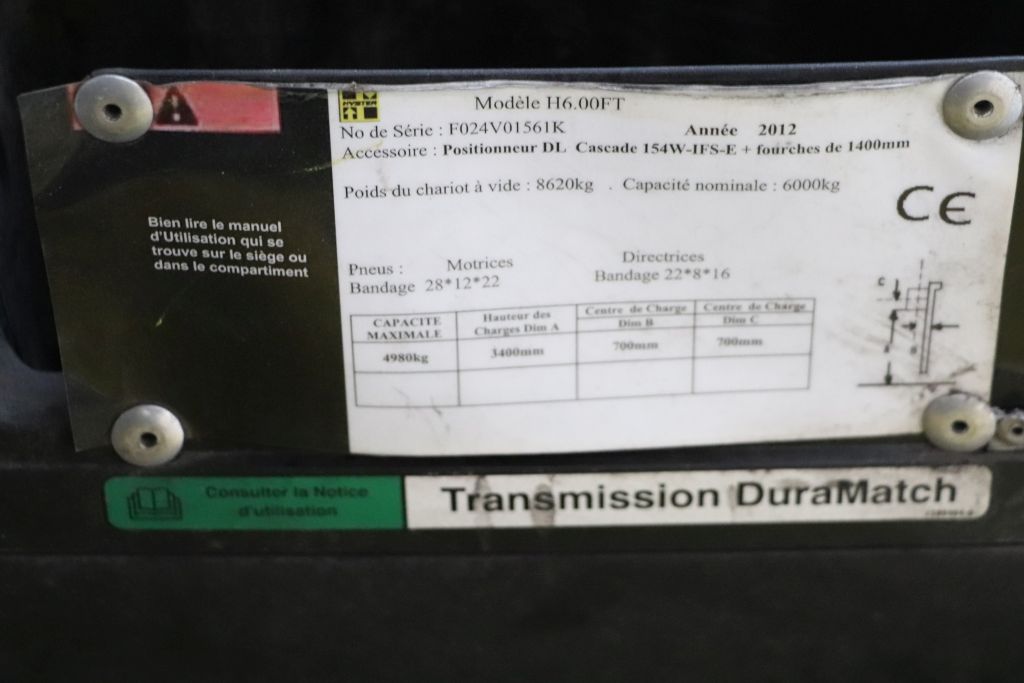 HYSTER
Modèle H6.00FT
No de Série : F024V01561K Année 2012
Accessoire : Positionneur DL Cascade 154W-IFS-E + fourches de 1400mm
Poids du chariot à vide : 8620kg . Capacité nominale : 6000kg
CE
Bien lire le manuel
d'Utilisation qui se
trouve sur le siège ou
dans le compartiment
Pneus : Motrices Directrices
Bandage 28*12*22 Bandage 22*8*16
CAPACITE MAXIMALE
Hauteur des Charges Dim A
Centre de Charge Dim B
Centre de Charge Dim C
4980kg 3400mm 700mm 700mm
C
A
B
Consulter la Notice
d'utilisation
Transmission DuraMatch